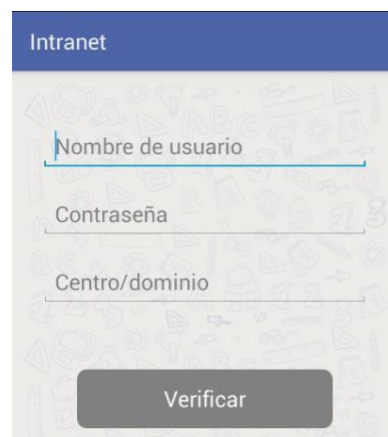 Intranet
Nombre de usuario
Contraseña
Centro/dominio
Verificar